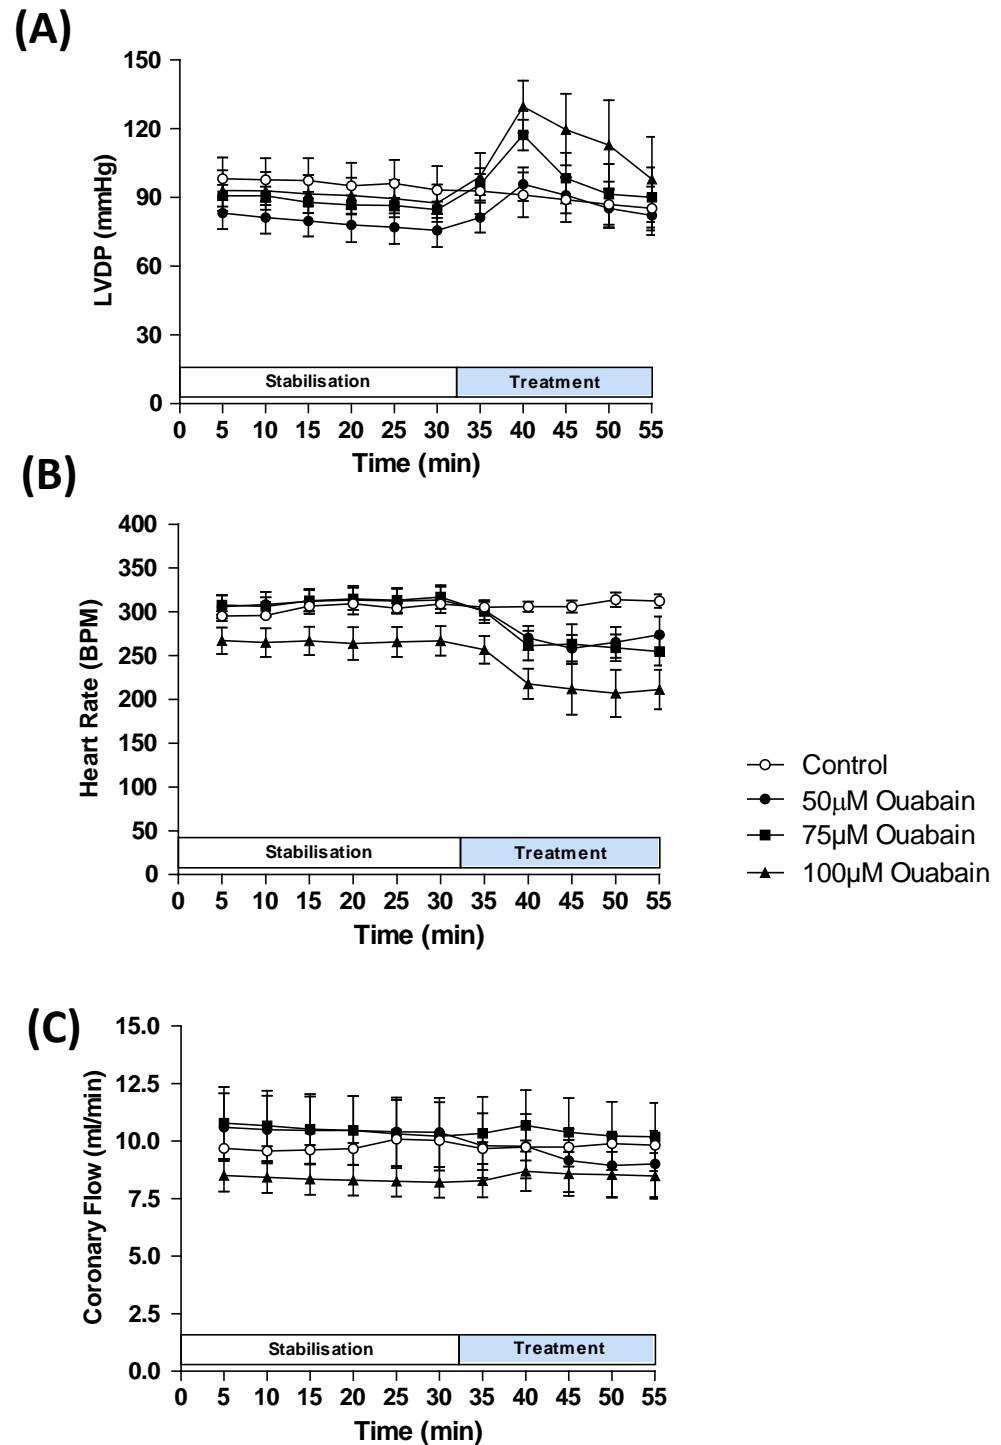 (A)
150
120
90
60
30
0
LVDP (mmHg)
Stabilisation Treatment
0 5 10 15 20 25 30 35 40 45 50 55
Time (min)
(B)
400
350
300
250
200
150
100
50
0
Heart Rate (BPM)
Stabilisation Treatment
0 5 10 15 20 25 30 35 40 45 50 55
Time (min)
Control
50μM Ouabain
75μM Ouabain
100μM Ouabain
(C)
15.0
12.5
10.0
7.5
5.0
2.5
0.0
Coronary Flow (ml/min)
Stabilisation Treatment
0 5 10 15 20 25 30 35 40 45 50 55
Time (min)